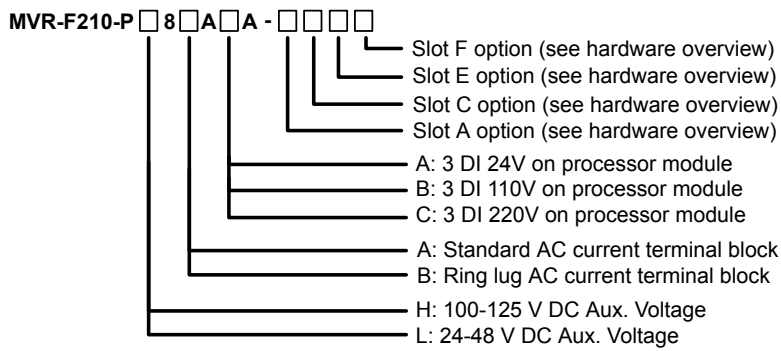 MVR-F210-P□8□A□A-□□□□
Slot F option (see hardware overview)
Slot E option (see hardware overview)
Slot C option (see hardware overview)
Slot A option (see hardware overview)
A: 3 DI 24V on processor module
B: 3 DI 110V on processor module
C: 3 DI 220V on processor module
A: Standard AC current terminal block
B: Ring lug AC current terminal block
H: 100-125 V DC Aux. Voltage
L: 24-48 V DC Aux. Voltage